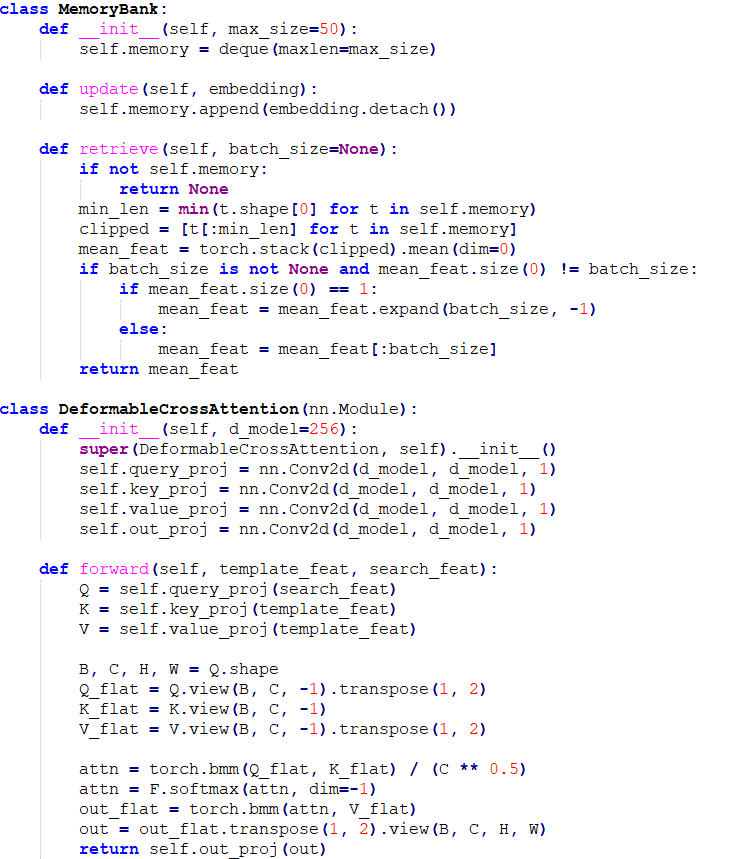 class MemoryBank:
    def __init__(self, max_size=50):
        self.memory = deque(maxlen=max_size)

    def update(self, embedding):
        self.memory.append(embedding.detach())

    def retrieve(self, batch_size=None):
        if not self.memory:
            return None
        min_len = min(t.shape[0] for t in self.memory)
        clipped = [t[:min_len] for t in self.memory]
        mean_feat = torch.stack(clipped).mean(dim=0)
        if batch_size is not None and mean_feat.size(0) != batch_size:
            if mean_feat.size(0) == 1:
                mean_feat = mean_feat.expand(batch_size, -1)
            else:
                mean_feat = mean_feat[:batch_size]
        return mean_feat

class DeformableCrossAttention(nn.Module):
    def __init__(self, d_model=256):
        super(DeformableCrossAttention, self).__init__()
        self.query_proj = nn.Conv2d(d_model, d_model, 1)
        self.key_proj = nn.Conv2d(d_model, d_model, 1)
        self.value_proj = nn.Conv2d(d_model, d_model, 1)
        self.out_proj = nn.Conv2d(d_model, d_model, 1)

    def forward(self, template_feat, search_feat):
        Q = self.query_proj(search_feat)
        K = self.key_proj(template_feat)
        V = self.value_proj(template_feat)

        B, C, H, W = Q.shape
        Q_flat = Q.view(B, C, -1).transpose(1, 2)
        K_flat = K.view(B, C, -1)
        V_flat = V.view(B, C, -1).transpose(1, 2)

        attn = torch.bmm(Q_flat, K_flat) / (C ** 0.5)
        attn = F.softmax(attn, dim=-1)
        out_flat = torch.bmm(attn, V_flat)
        out = out_flat.transpose(1, 2).view(B, C, H, W)
        return self.out_proj(out)